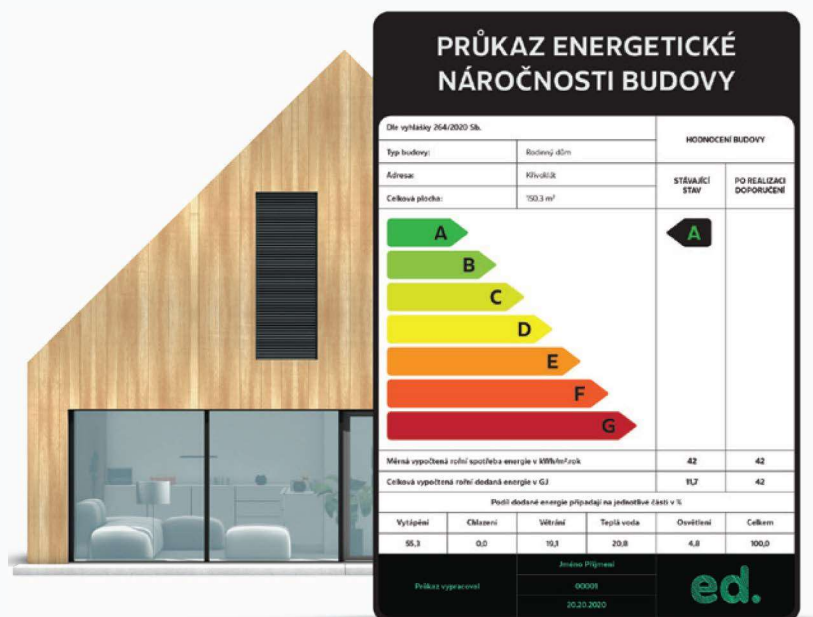 PRŮKAZ ENERGETICKÉ
NÁROČNOSTI BUDOVY
Dle vyhlášky 264/2020 Sb.
HODNOCENÍ BUDOVY
Typ budovy: Rodinný dům
Adresa: Křivoklát
Celková plocha: 150,3 m²
STÁVAJÍCÍ STAV
PO REALIZACI DOPORUČENÍ
A A
B
C
D
E
F
G
Měrná vypočtená roční spotřeba energie v kWh/m².rok 42 42
Celková vypočtená roční dodaná energie v GJ 11,7 42
Podíl dodané energie připadají na jednotlivé části v %
Vytápění Chlazení Větrání Teplá voda Osvětlení Celkem
55,3 0,0 19,1 20,8 4,8 100,0
Průkaz vypracoval
Jméno Příjmení
00001
20.20.2020
ed.